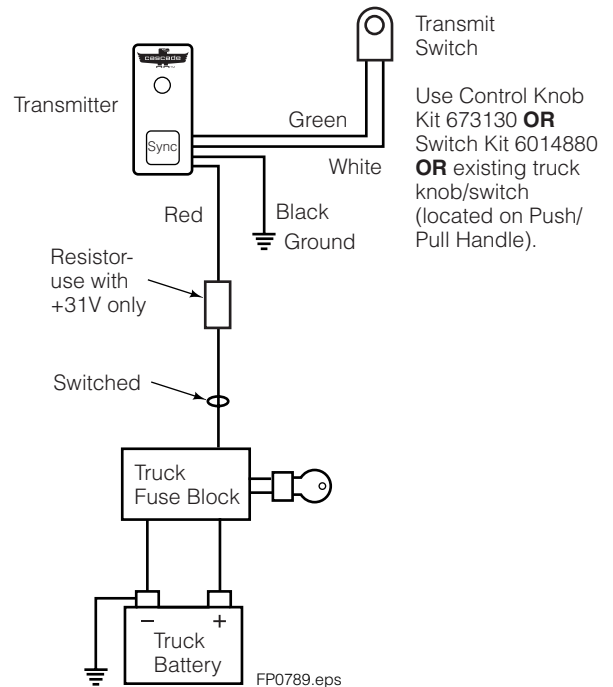 Transmit
Switch
cascade
Transmitter
Use Control Knob
Kit 673130 OR
Switch Kit 6014880
OR existing truck
knob/switch
(located on Push/
Pull Handle).
Green
Sync
White
Red
Black
Ground
Resistor-
use with
+31V only
Switched
Truck
Fuse Block
– +
Truck
Battery
FP0789.eps